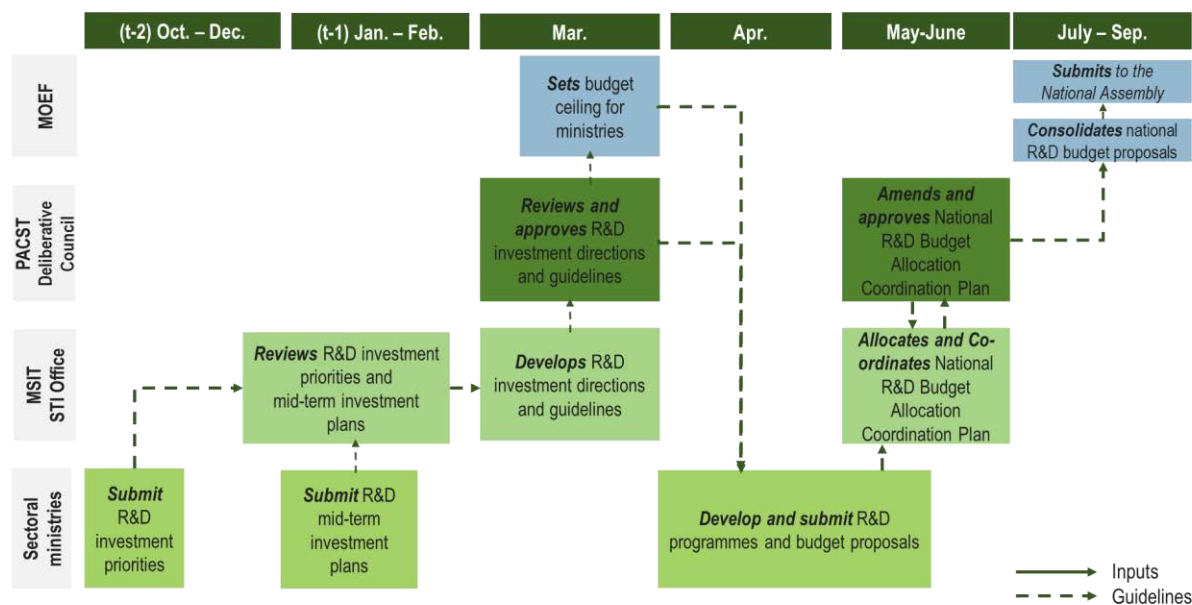 (t-2) Oct. – Dec.
(t-1) Jan. – Feb.
Mar.
Apr.
May-June
July – Sep.
MOEF
Sets budget
ceiling for
ministries
Submits to the
National Assembly
Consolidates national
R&D budget proposals
PACST
Deliberative
Council
Reviews and
approves R&D
investment directions
and guidelines
Amends and
approves National
R&D Budget
Allocation
Coordination Plan
MSIT
STI Office
Reviews R&D investment
priorities and
mid-term investment
plans
Develops R&D
investment directions
and guidelines
Allocates and Co-
ordinates National
R&D Budget
Allocation
Coordination Plan
Sectoral
ministries
Submit
R&D
investment
priorities
Submit R&D
mid-term
investment
plans
Develop and submit R&D
programmes and budget proposals
Inputs
Guidelines